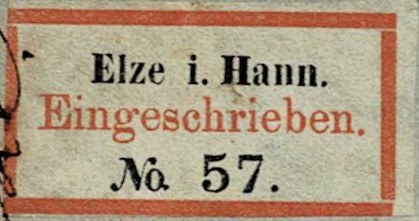 Elze i. Hann.
Eingeschrieben.
No. 57.